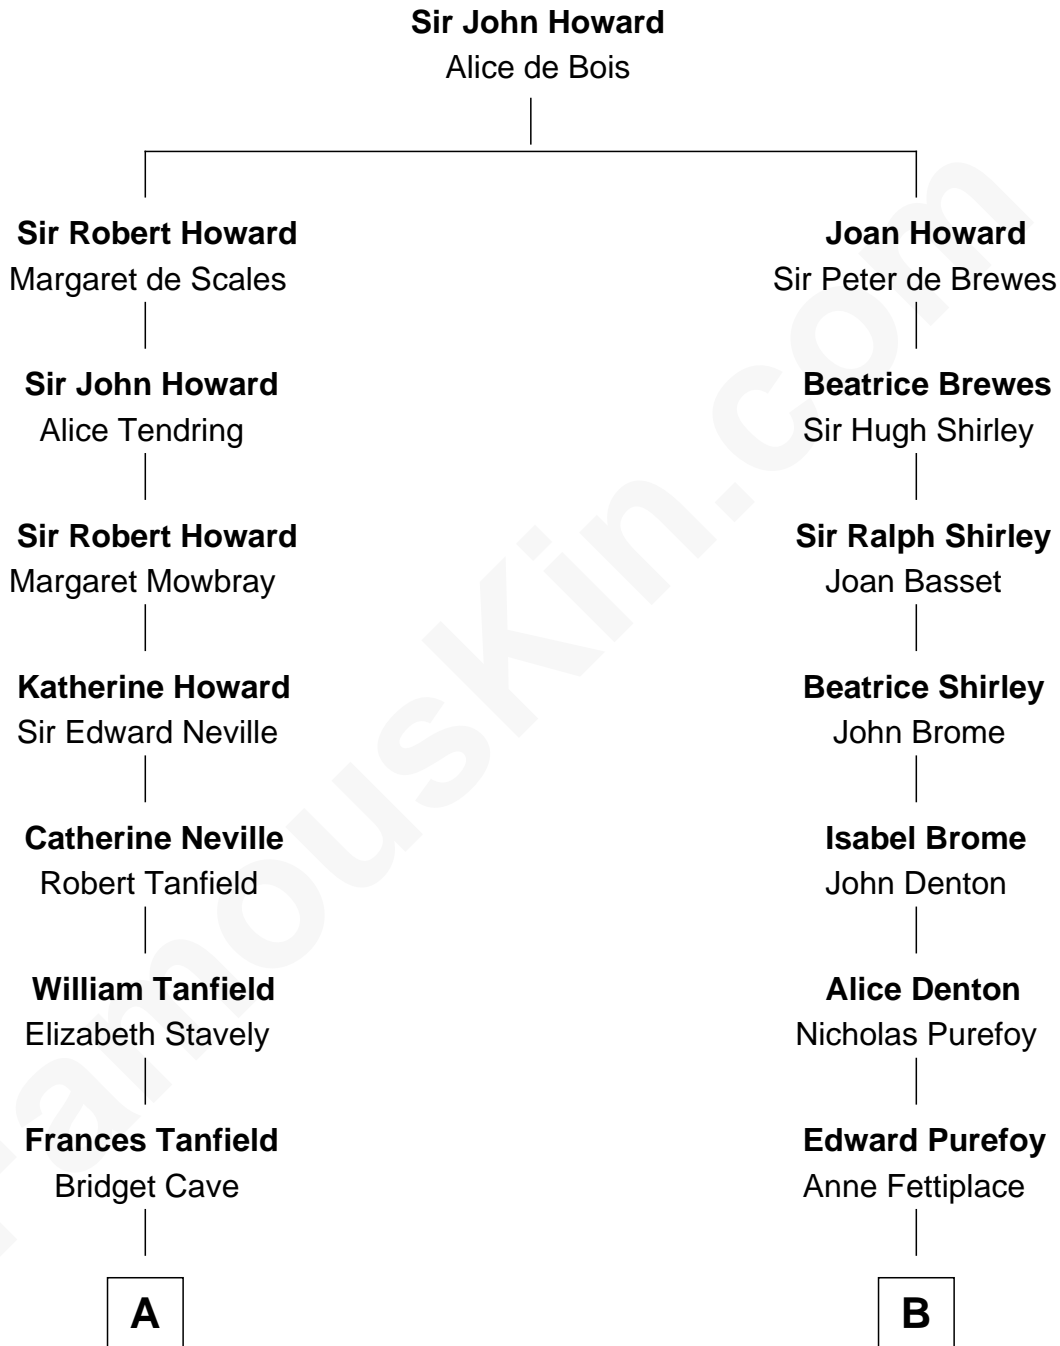 Sir John Howard
Alice de Bois
Sir Robert Howard
Margaret de Scales
Joan Howard
Sir Peter de Brewes
Sir John Howard
Alice Tendring
Beatrice Brewes
Sir Hugh Shirley
Sir Robert Howard
Margaret Mowbray
Sir Ralph Shirley
Joan Basset
Katherine Howard
Sir Edward Neville
Beatrice Shirley
John Brome
Catherine Neville
Robert Tanfield
Isabel Brome
John Denton
William Tanfield
Elizabeth Stavely
Alice Denton
Nicholas Purefoy
Frances Tanfield
Bridget Cave
Edward Purefoy
Anne Fettiplace
A
B
FamousKin.com